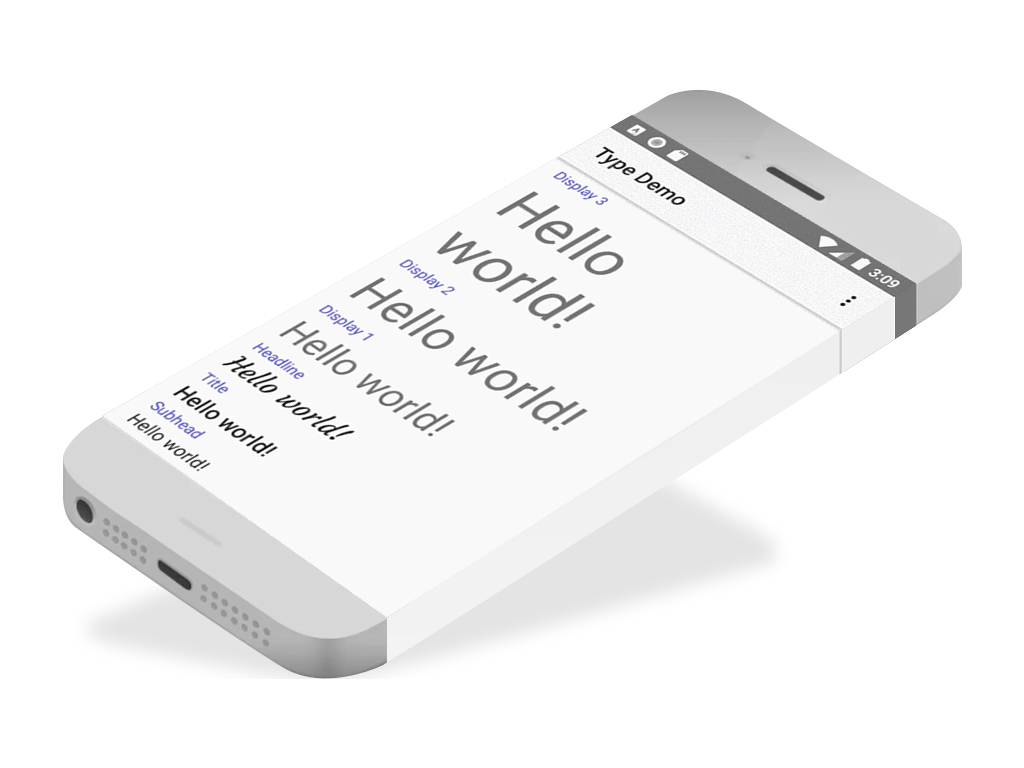 3:09
Type Demo
Display 3
Hello
world!
Display 2
Hello world!
Display 1
Hello world!
Headline
Hello world!
Title
Hello world!
Subhead
Hello world!